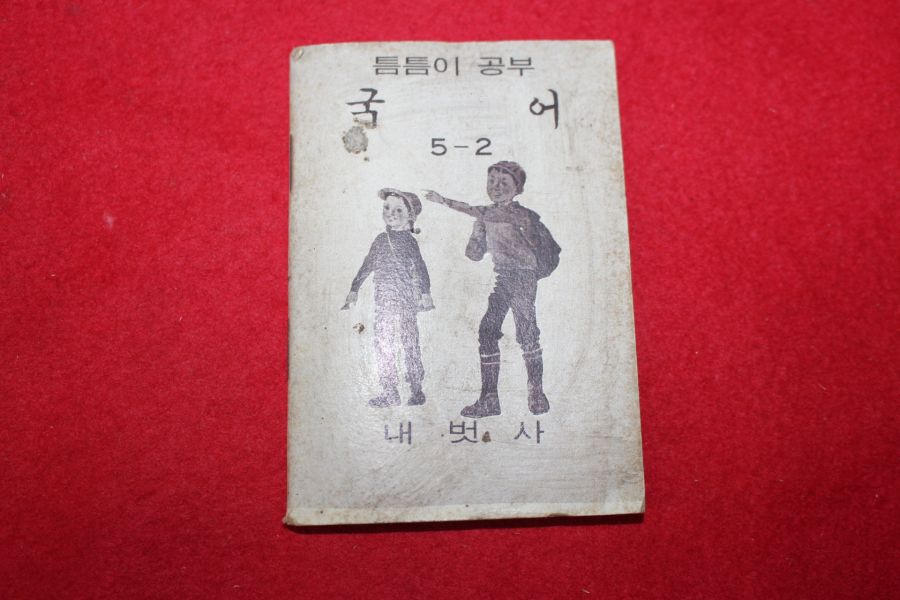 틈틈이 공부
국 어
5-2
내 벗 사